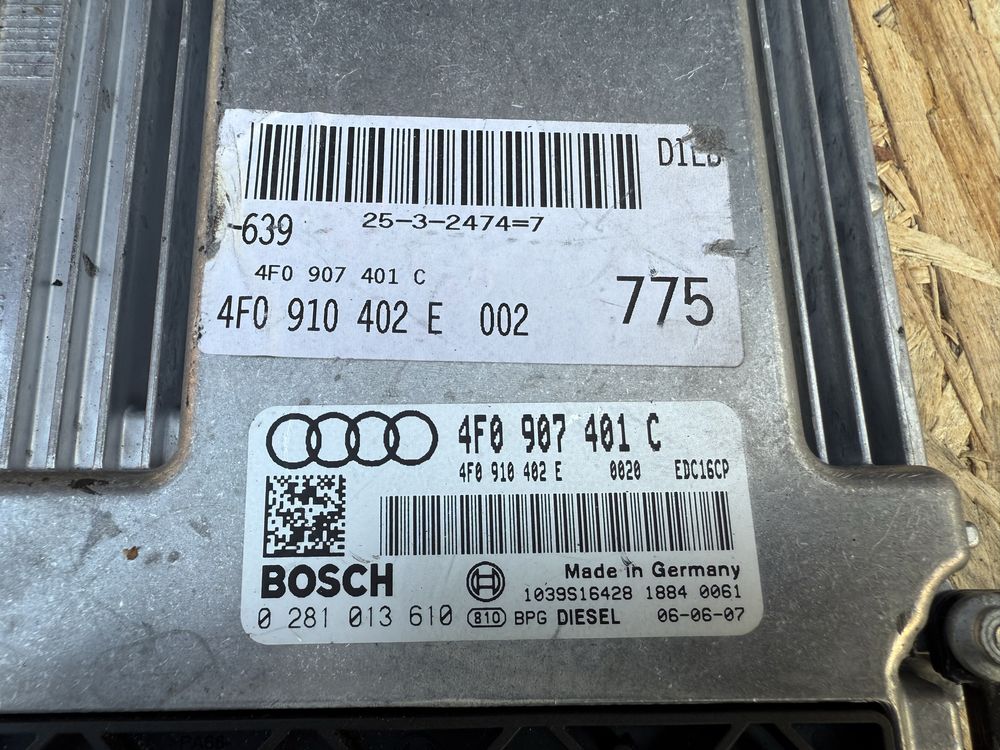 25-3-2474=7
-639
4F0 907 401 C
4F0 910 402 E 002
775
4F0 907 401 C
4F0 910 402 E 0020 EDC16CP
BOSCH
Made in Germany
1039S16428 1884 0061
0 281 013 610 810 BPG DIESEL 06-06-07